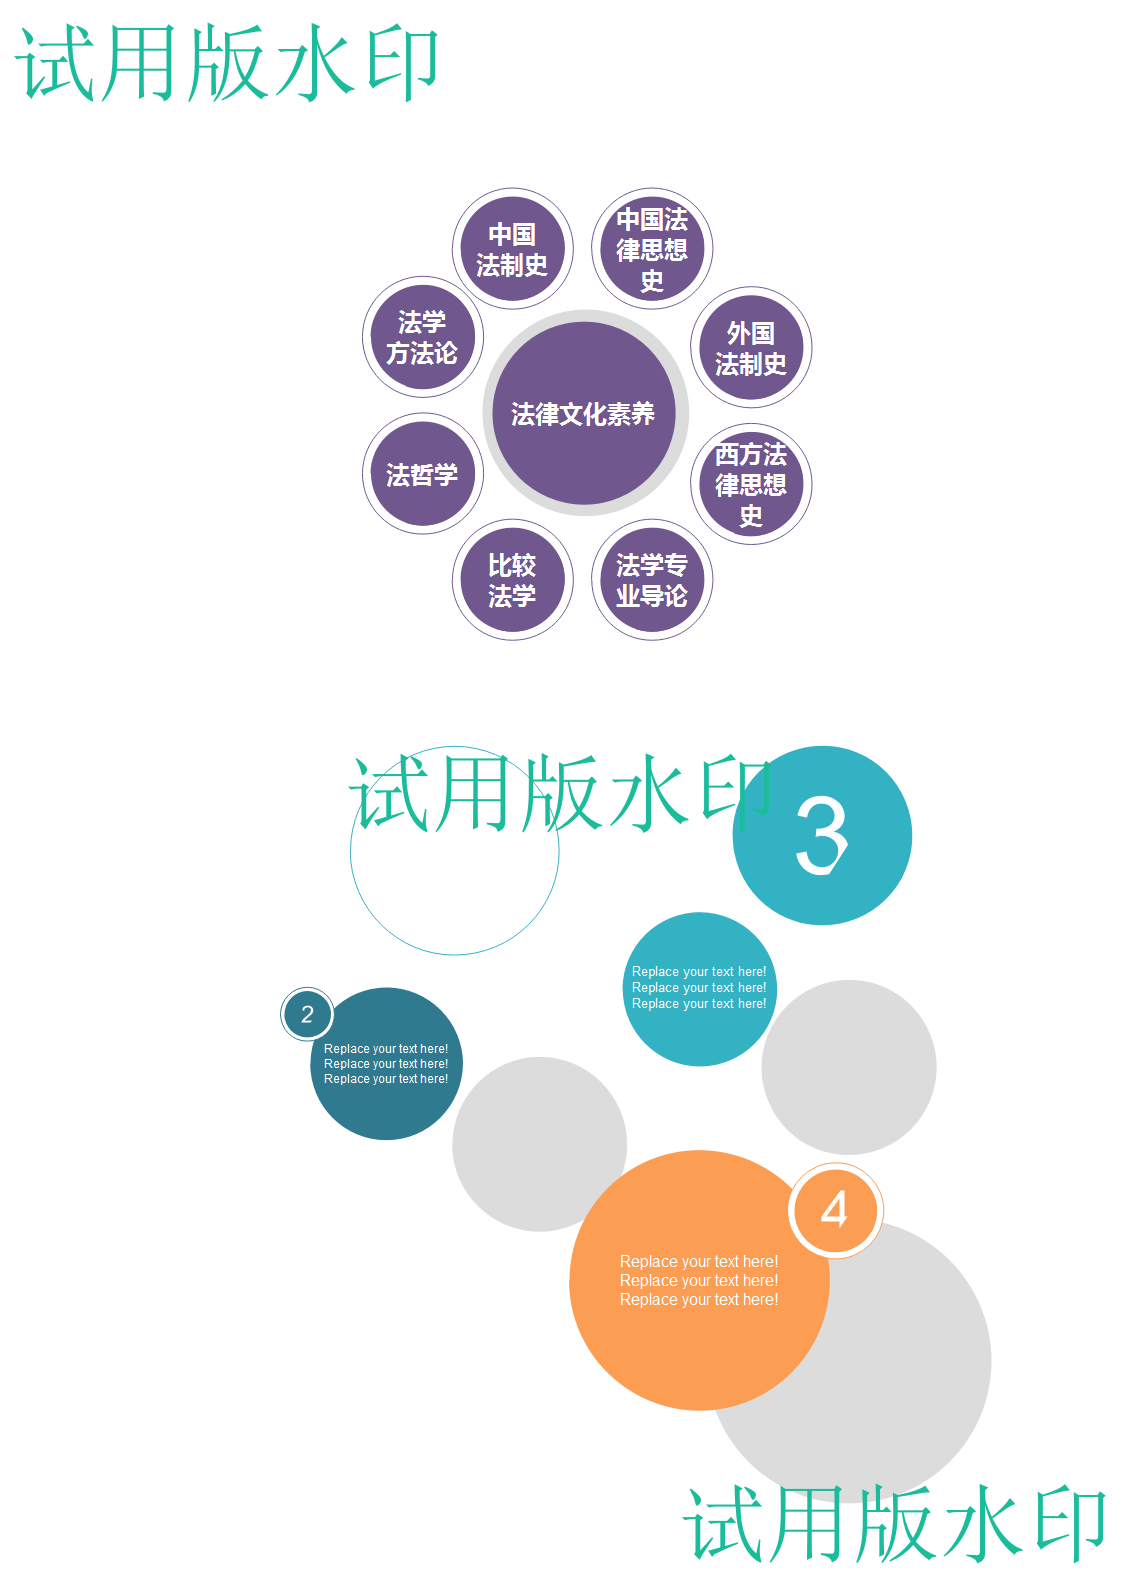 试用版水印
中国
法制史
中国法
律思想
史
法学
方法论
外国
法制史
法律文化素养
法哲学
西方法
律思想
史
比较
法学
法学专
业导论
试用版水印
3
Replace your text here!
Replace your text here!
Replace your text here!
2
Replace your text here!
Replace your text here!
Replace your text here!
4
Replace your text here!
Replace your text here!
Replace your text here!
试用版水印